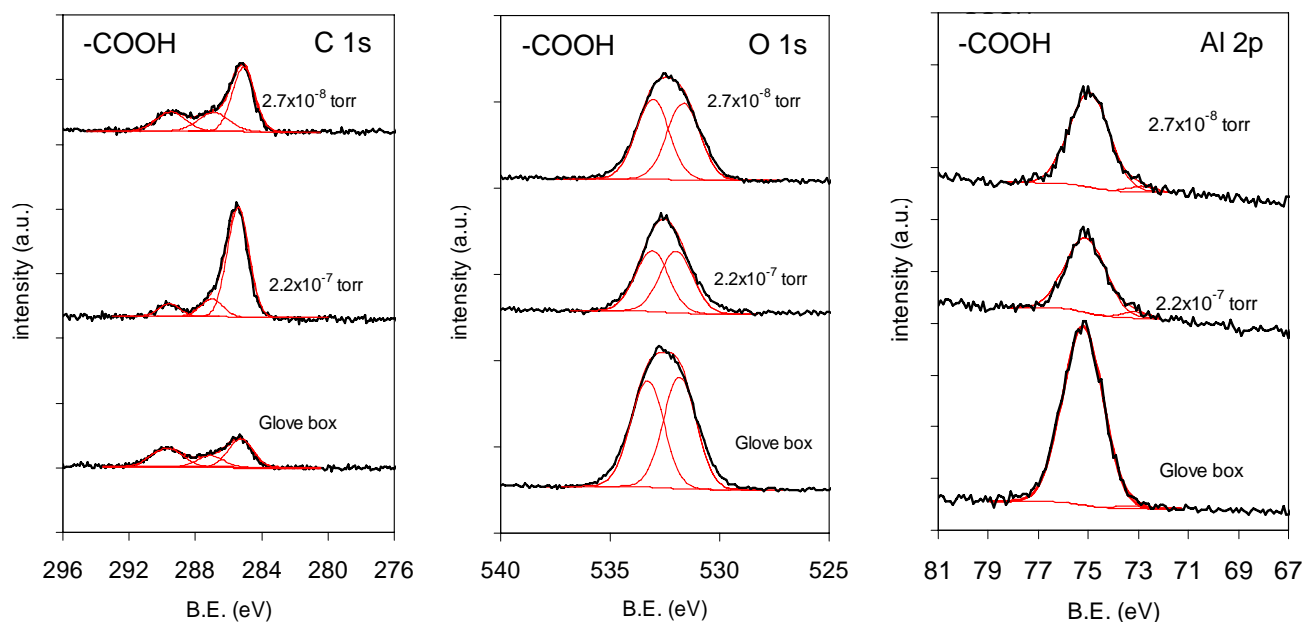 -COOH C 1s
2.7x10⁻⁸ torr
2.2x10⁻⁷ torr
Glove box
intensity (a.u.)
296 292 288 284 280 276
B.E. (eV)
-COOH O 1s
2.7x10⁻⁸ torr
2.2x10⁻⁷ torr
Glove box
intensity (a.u.)
540 535 530 525
B.E. (eV)
-COOH Al 2p
2.7x10⁻⁸ torr
2.2x10⁻⁷ torr
Glove box
intensity (a.u.)
81 79 77 75 73 71 69 67
B.E. (eV)